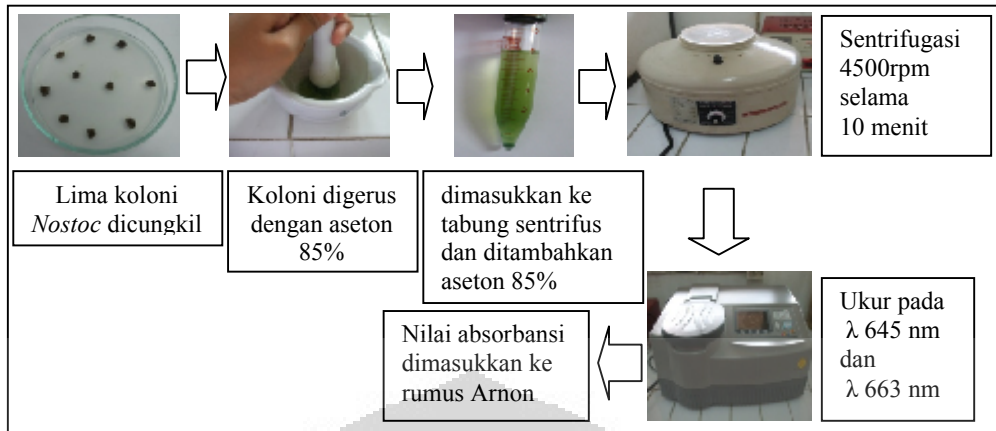 Lima koloni
Nostoc dicungkil
Koloni digerus
dengan aseton
85%
dimasukkan ke
tabung sentrifus
dan ditambahkan
aseton 85%
Sentrifugasi
4500rpm
selama
10 menit
Ukur pada
λ 645 nm
dan
λ 663 nm
Nilai absorbansi
dimasukkan ke
rumus Arnon